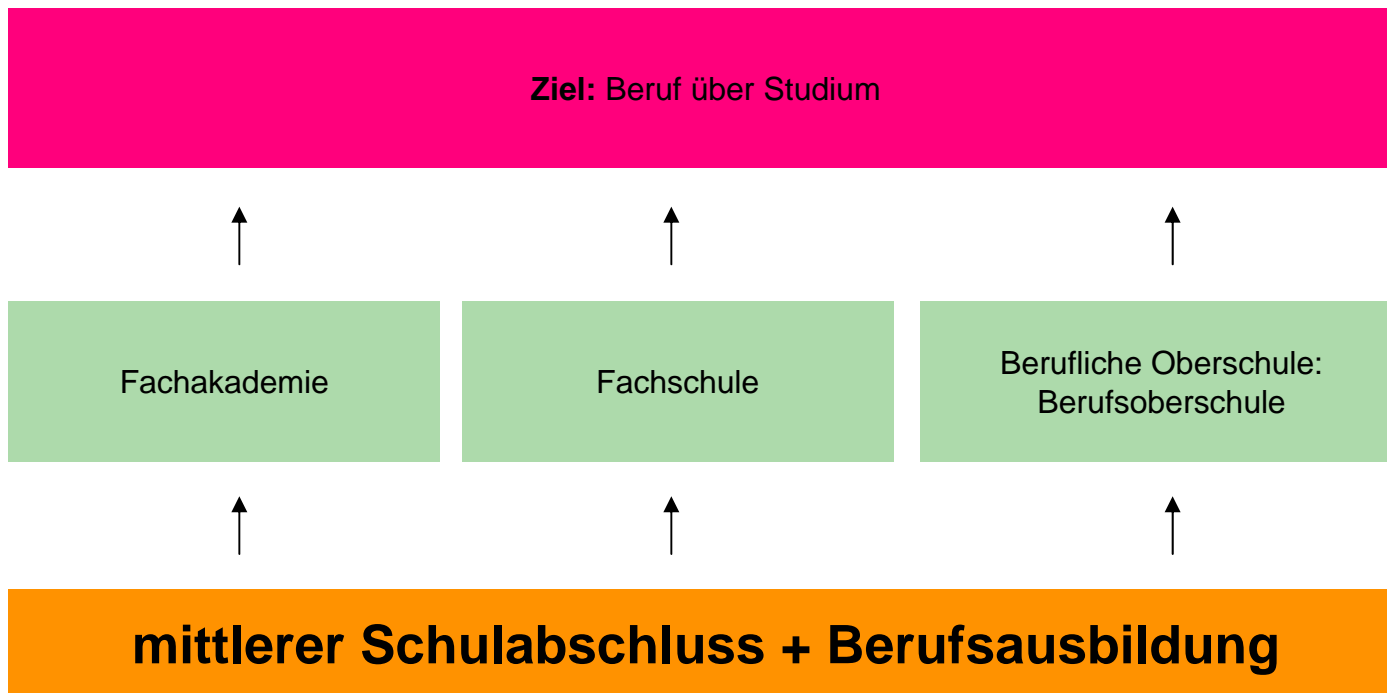 Ziel: Beruf über Studium
Fachakademie
Fachschule
Berufliche Oberschule:
Berufsoberschule
mittlerer Schulabschluss + Berufsausbildung